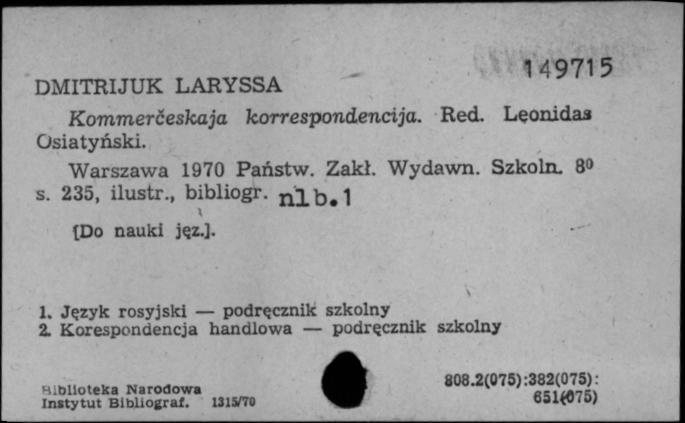 149715
DMITRIJUK LARYSSA
Kommerčeskaja korrespondencija. Red. Leonidas
Osiatyński.
Warszawa 1970 Państw. Zakł. Wydawn. Szkoln. 8⁰
s. 235, ilustr., bibliogr. nlb.1
[Do nauki jęz.].
1. Język rosyjski — podręcznik szkolny
2. Korespondencja handlowa — podręcznik szkolny
Biblioteka Narodowa
Instytut Bibliograf. 1315/70
808.2(075):382(075):
651(075)